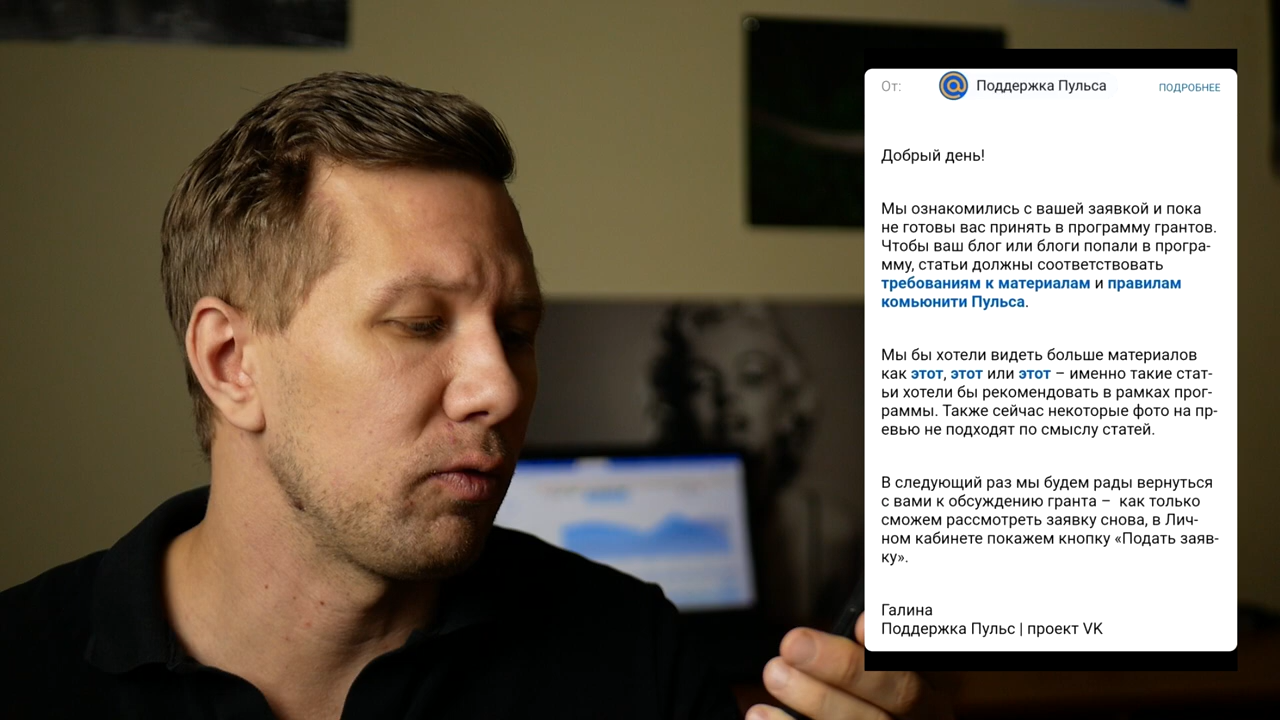 От: Поддержка Пульса ПОДРОБНЕЕ
Добрый день!
Мы ознакомились с вашей заявкой и пока
не готовы вас принять в программу грантов.
Чтобы ваш блог или блоги попали в програ-
мму, статьи должны соответствовать
требованиям к материалам и правилам
комьюнити Пульса.
Мы бы хотели видеть больше материалов
как этот, этот или этот – именно такие стат-
ьи хотели бы рекомендовать в рамках прог-
раммы. Также сейчас некоторые фото на пр-
евью не подходят по смыслу статей.
В следующий раз мы будем рады вернуться
с вами к обсуждению гранта – как только
сможем рассмотреть заявку снова, в Лич-
ном кабинете покажем кнопку «Подать заяв-
ку».
Галина
Поддержка Пульс | проект VK